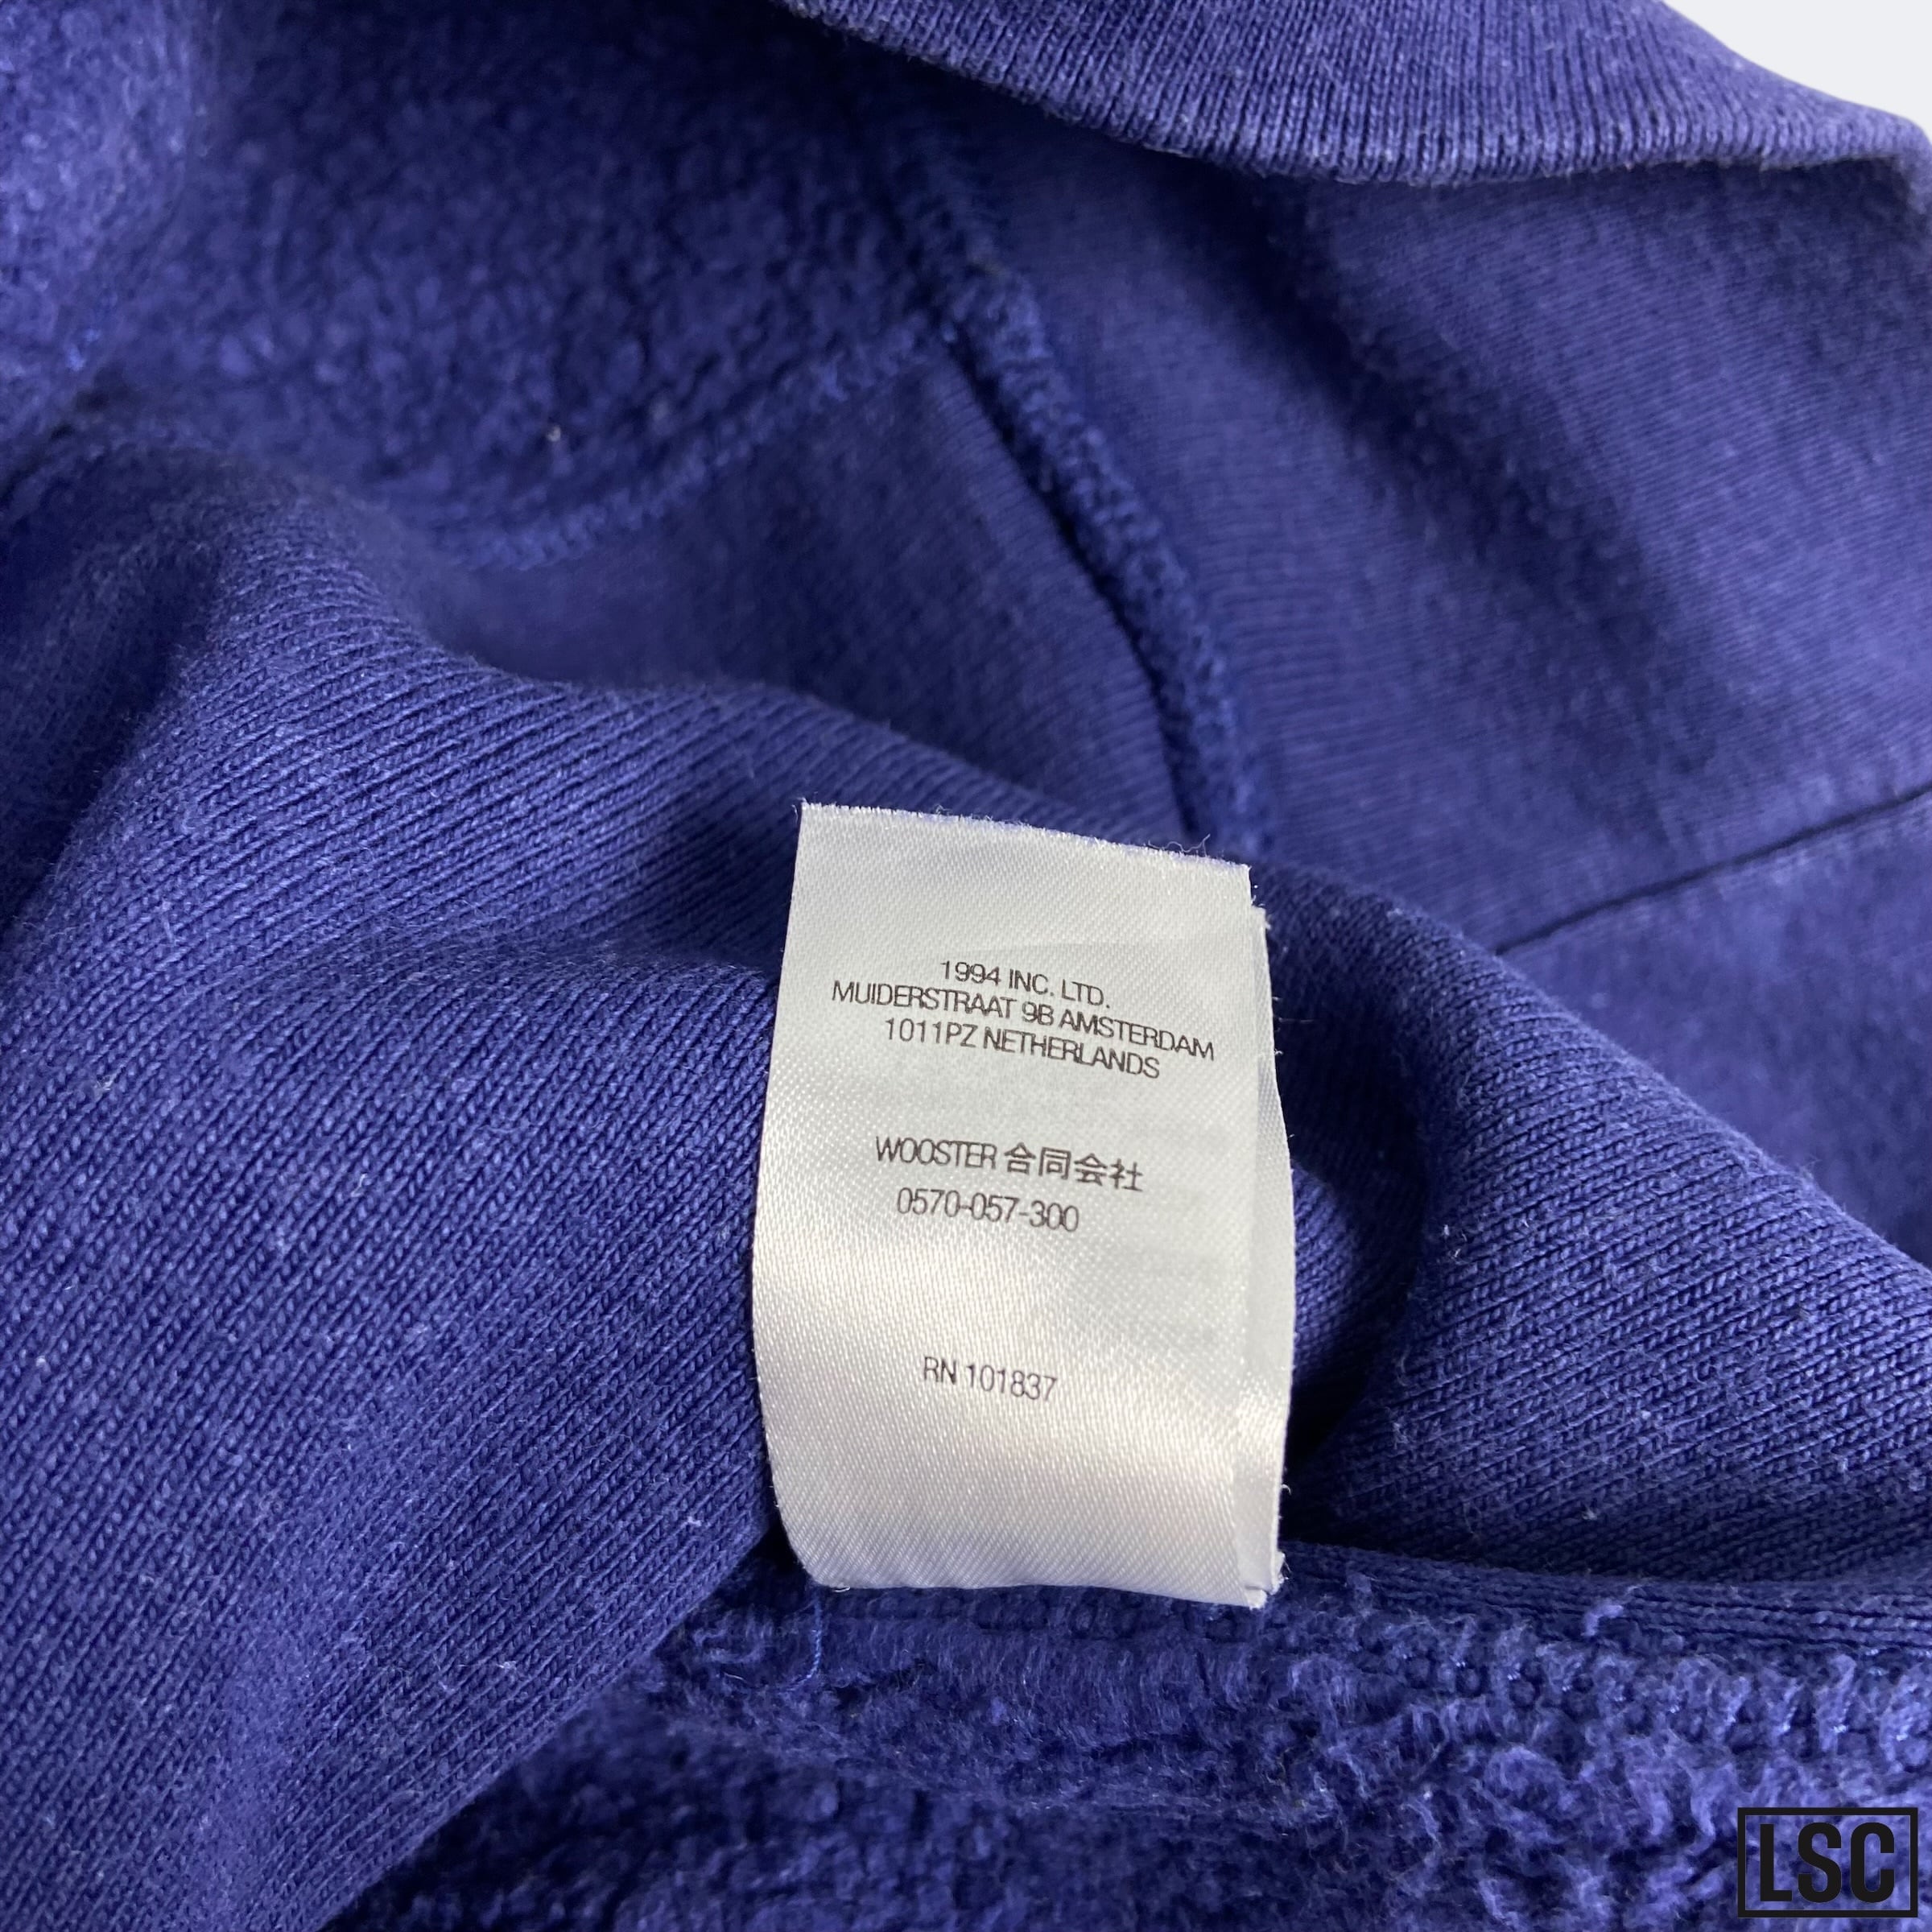 1994 INC. LTD.
MUIDERSTRAAT 9B AMSTERDAM
1011PZ NETHERLANDS
WOOSTER 合同会社
0570-057-300
RN 101837
LSC